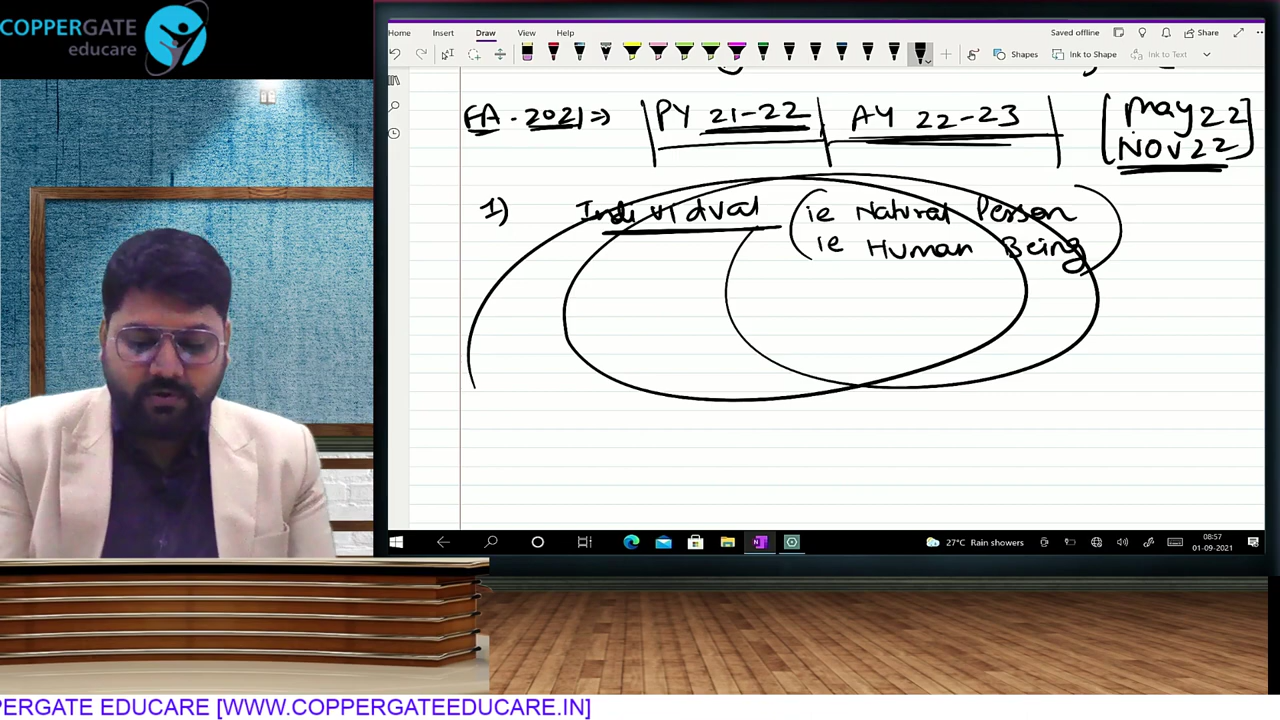 COPPERGATE
educare
Home Insert Draw View Help
Saved offline
Share
Shapes
Ink to Shape
Ink to Text
FA - 2021 ⇒ PY 21-22 AY 22-23 [May 22
NOV 22]
1) Individual (ie Natural Person
ie Human Being)
27°C Rain showers
08:57
01-09-2021
PERGATE EDUCARE [WWW.COPPERGATEEDUCARE.IN]